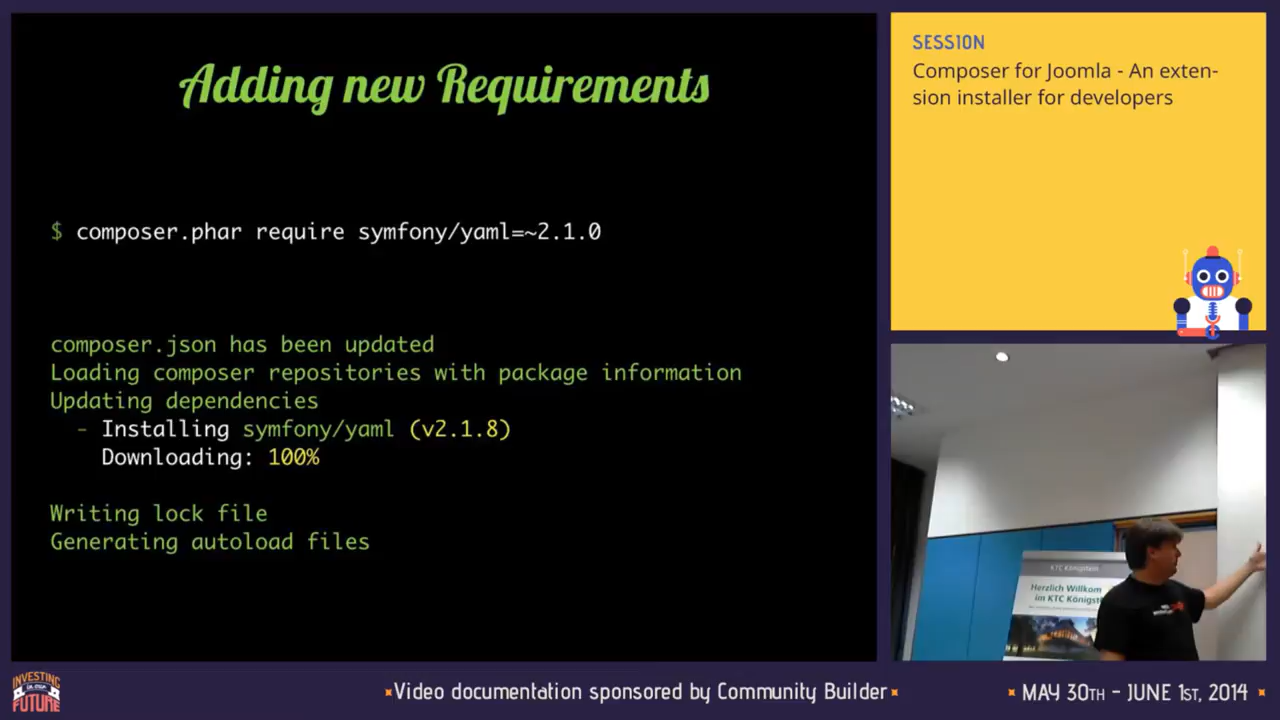 Adding new Requirements
$ composer.phar require symfony/yaml=~2.1.0
composer.json has been updated
Loading composer repositories with package information
Updating dependencies
- Installing symfony/yaml (v2.1.8)
Downloading: 100%
Writing lock file
Generating autoload files
SESSION
Composer for Joomla - An exten-
sion installer for developers
KTC Königstein
Herzlich Willkom
im KTC Königst
INVESTING
FUTURE
Video documentation sponsored by Community Builder
MAY 30TH - JUNE 1ST, 2014